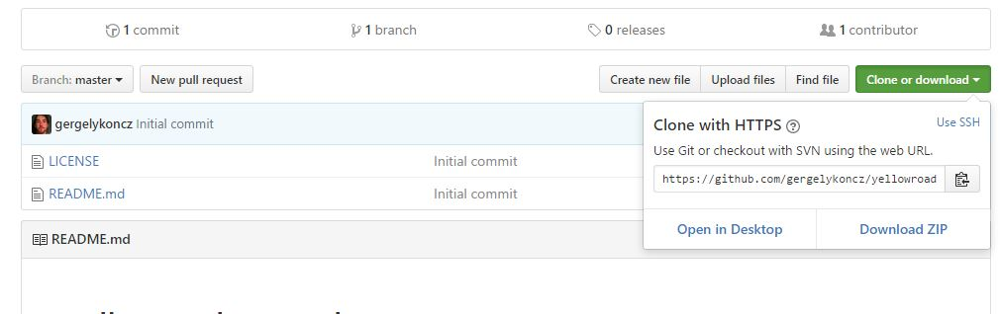 1 commit 1 branch 0 releases 1 contributor
Branch: master New pull request Create new file Upload files Find file Clone or download
gergelykoncz Initial commit
Clone with HTTPS Use SSH
Use Git or checkout with SVN using the web URL.
LICENSE Initial commit
https://github.com/gergelykoncz/yellowroad
README.md Initial commit
Open in Desktop Download ZIP
README.md